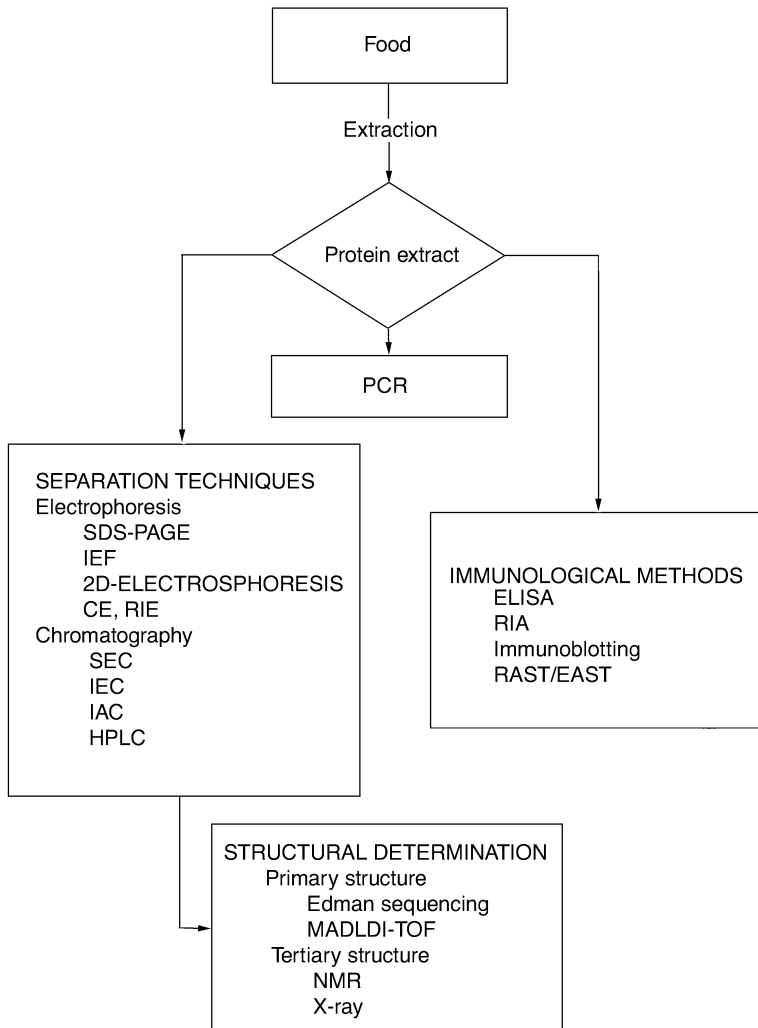 Food
Extraction
Protein extract
PCR
SEPARATION TECHNIQUES
Electrophoresis
SDS-PAGE
IEF
2D-ELECTROSPHORESIS
CE, RIE
Chromatography
SEC
IEC
IAC
HPLC
IMMUNOLOGICAL METHODS
ELISA
RIA
Immunoblotting
RAST/EAST
STRUCTURAL DETERMINATION
Primary structure
Edman sequencing
MADLDI-TOF
Tertiary structure
NMR
X-ray